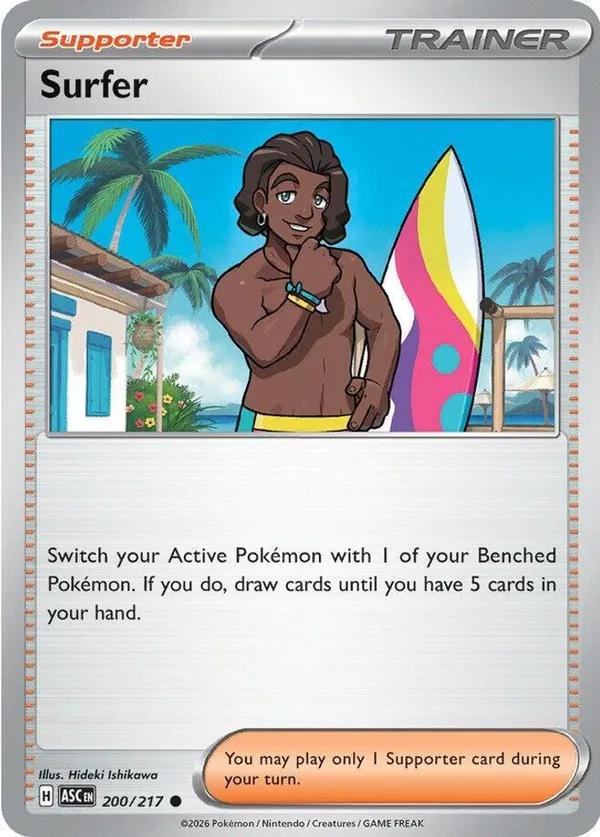 Supporter
TRAINER
Surfer
Switch your Active Pokémon with 1 of your Benched
Pokémon. If you do, draw cards until you have 5 cards in
your hand.
Illus. Hideki Ishikawa
You may play only 1 Supporter card during
your turn.
H ASC EN 200/217
©2026 Pokémon / Nintendo / Creatures / GAME FREAK